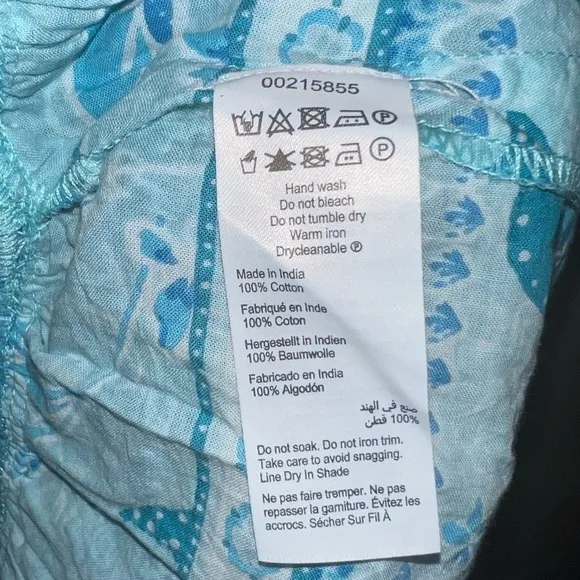 00215855
P
P
Hand wash
Do not bleach
Do not tumble dry
Warm iron
Drycleanable Ⓟ
Made in India
100% Cotton
Fabriqué en Inde
100% Coton
Hergestellt in Indien
100% Baumwolle
Fabricado en India
100% Algodón
صنع في الهند
100% قطن
Do not soak. Do not iron trim.
Take care to avoid snagging.
Line Dry In Shade
Ne pas faire tremper. Ne pas
repasser la garniture. Évitez les
accrocs. Sécher Sur Fil À